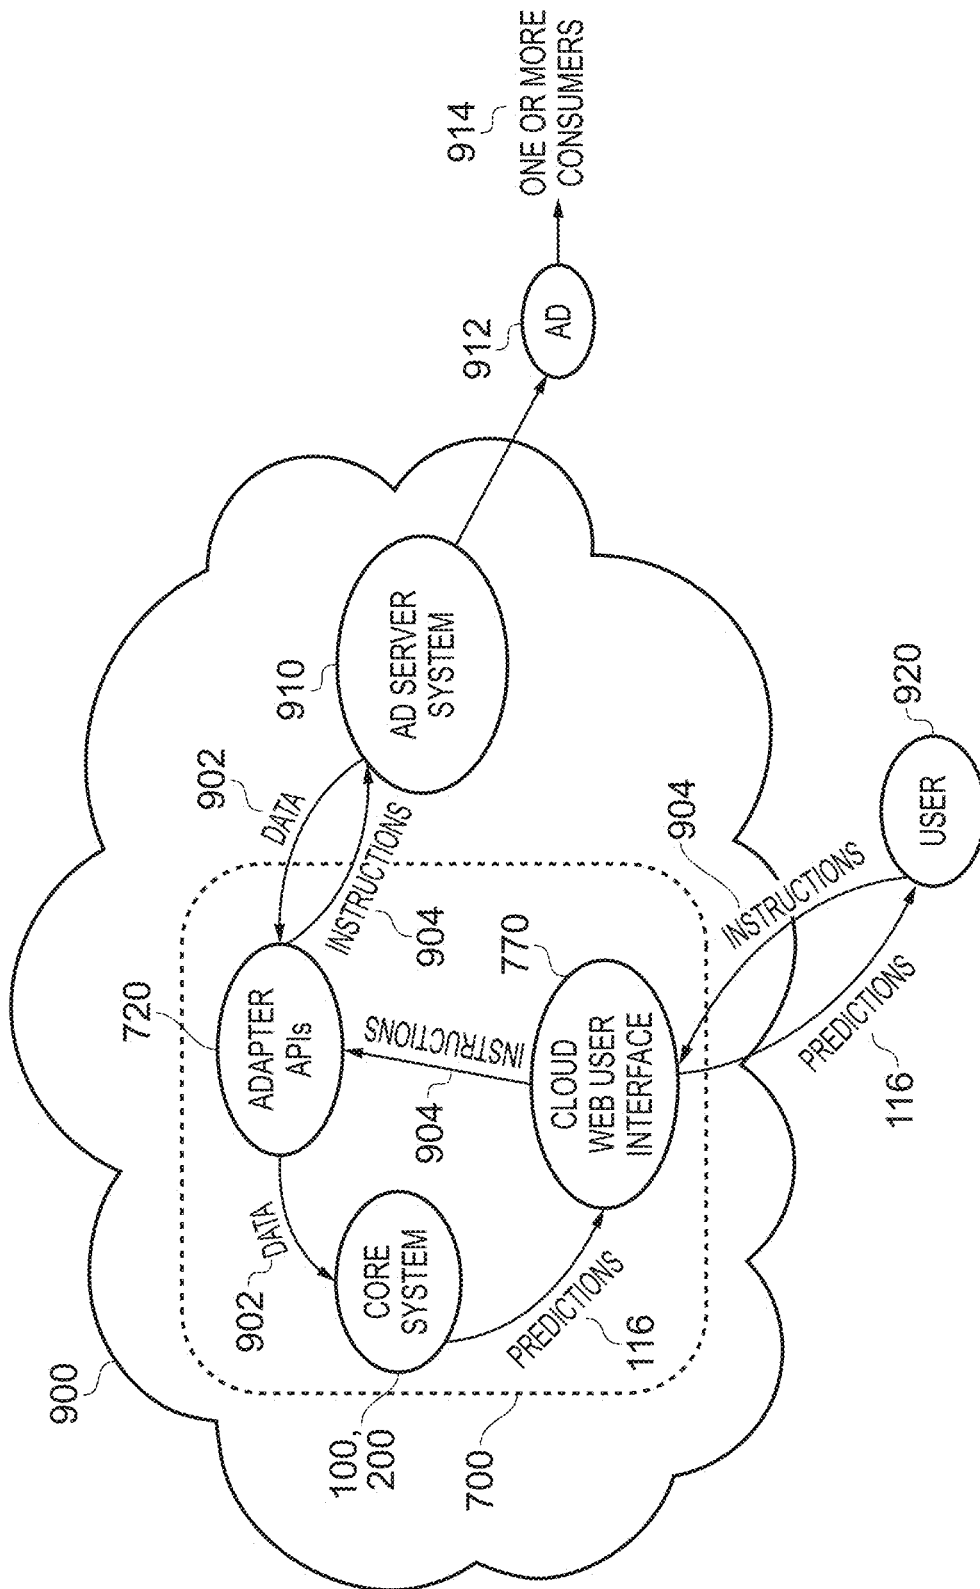 900
720
902
DATA
ADAPTER
APIs
INSTRUCTIONS
904
910
AD SERVER
SYSTEM
912
AD
914
ONE OR MORE
CONSUMERS
902
DATA
CORE
SYSTEM
100,
200
904
INSTRUCTIONS
770
CLOUD
WEB USER
INTERFACE
PREDICTIONS
116
700
904
INSTRUCTIONS
PREDICTIONS
116
USER
920